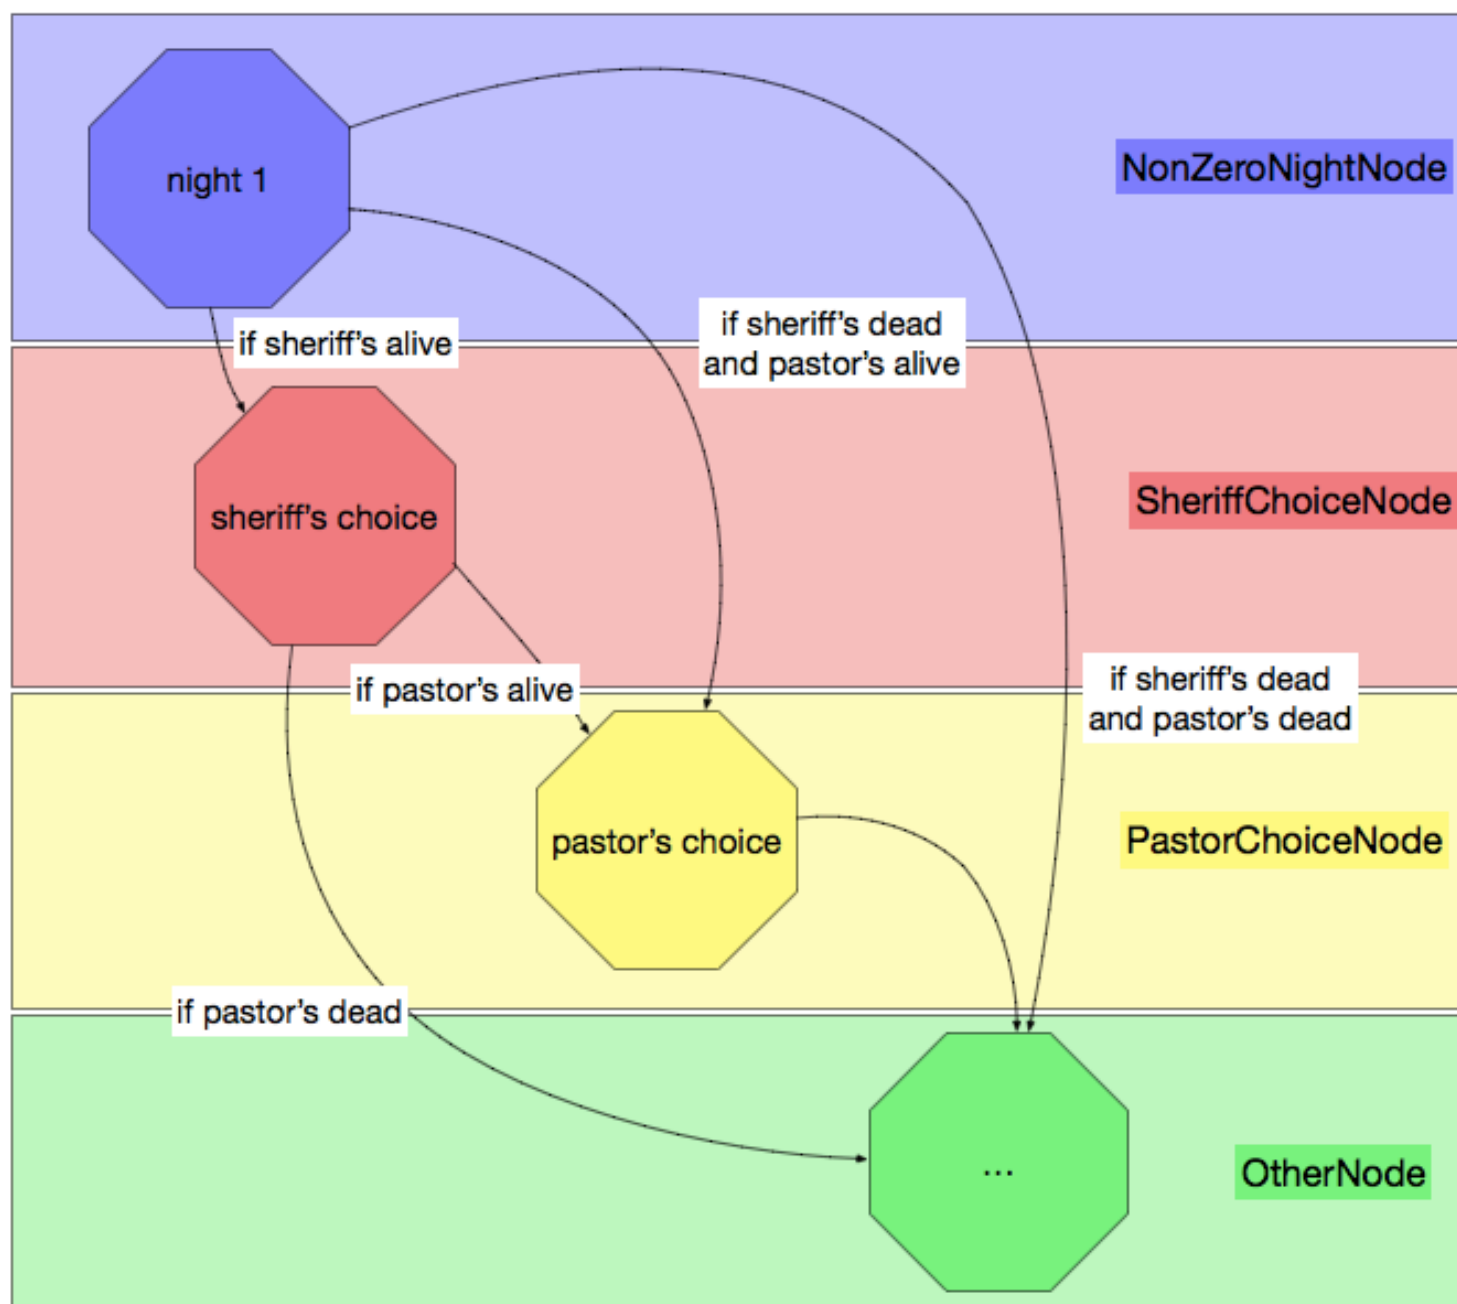 night 1
NonZeroNightNode
if sheriff’s alive
if sheriff’s dead
and pastor’s alive
sheriff’s choice
SheriffChoiceNode
if pastor’s alive
if sheriff’s dead
and pastor’s dead
pastor’s choice
PastorChoiceNode
if pastor’s dead
...
OtherNode